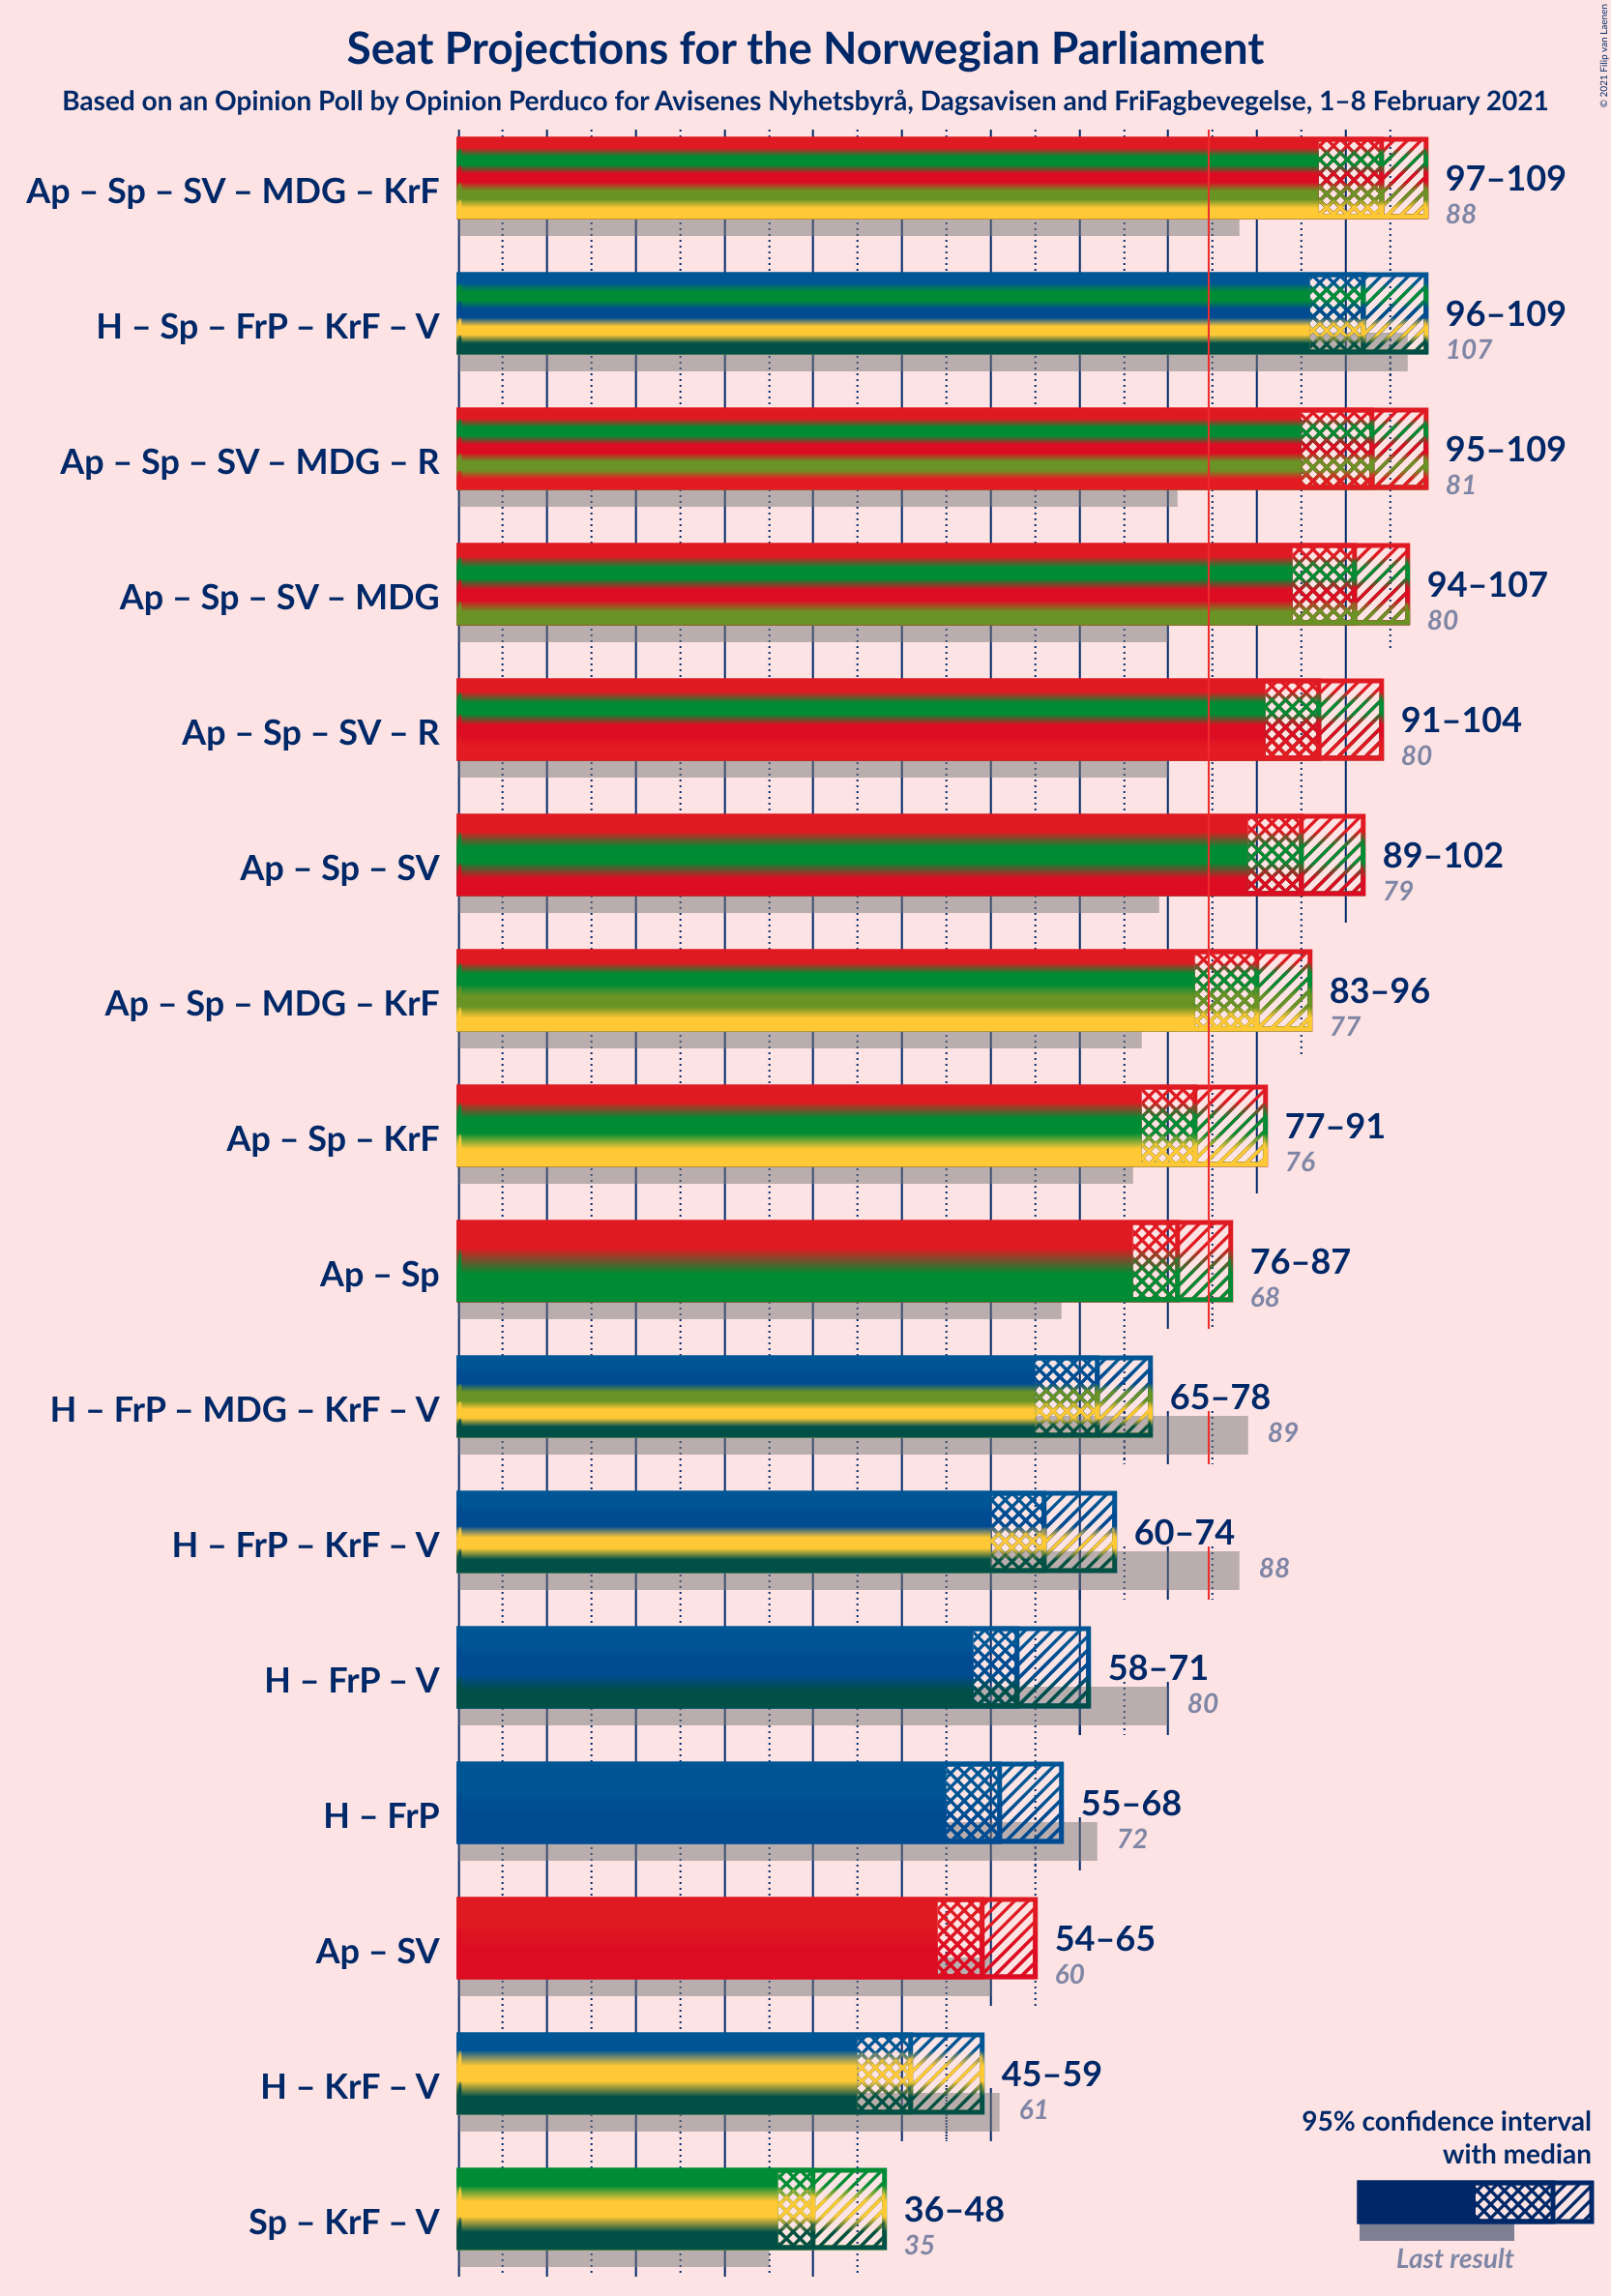 © 2021 Filip van Laenen
Seat Projections for the Norwegian Parliament
Based on an Opinion Poll by Opinion Perduco for Avisenes Nyhetsbyrå, Dagsavisen and FriFagbevegelse, 1–8 February 2021
Ap – Sp – SV – MDG – KrF
97–109
88
H – Sp – FrP – KrF – V
96–109
107
Ap – Sp – SV – MDG – R
95–109
81
Ap – Sp – SV – MDG
94–107
80
Ap – Sp – SV – R
91–104
80
Ap – Sp – SV
89–102
79
Ap – Sp – MDG – KrF
83–96
77
Ap – Sp – KrF
77–91
76
Ap – Sp
76–87
68
H – FrP – MDG – KrF – V
65–78
89
H – FrP – KrF – V
60–74
88
H – FrP – V
58–71
80
H – FrP
55–68
72
Ap – SV
54–65
60
H – KrF – V
45–59
61
Sp – KrF – V
36–48
35
95% confidence interval
with median
Last result